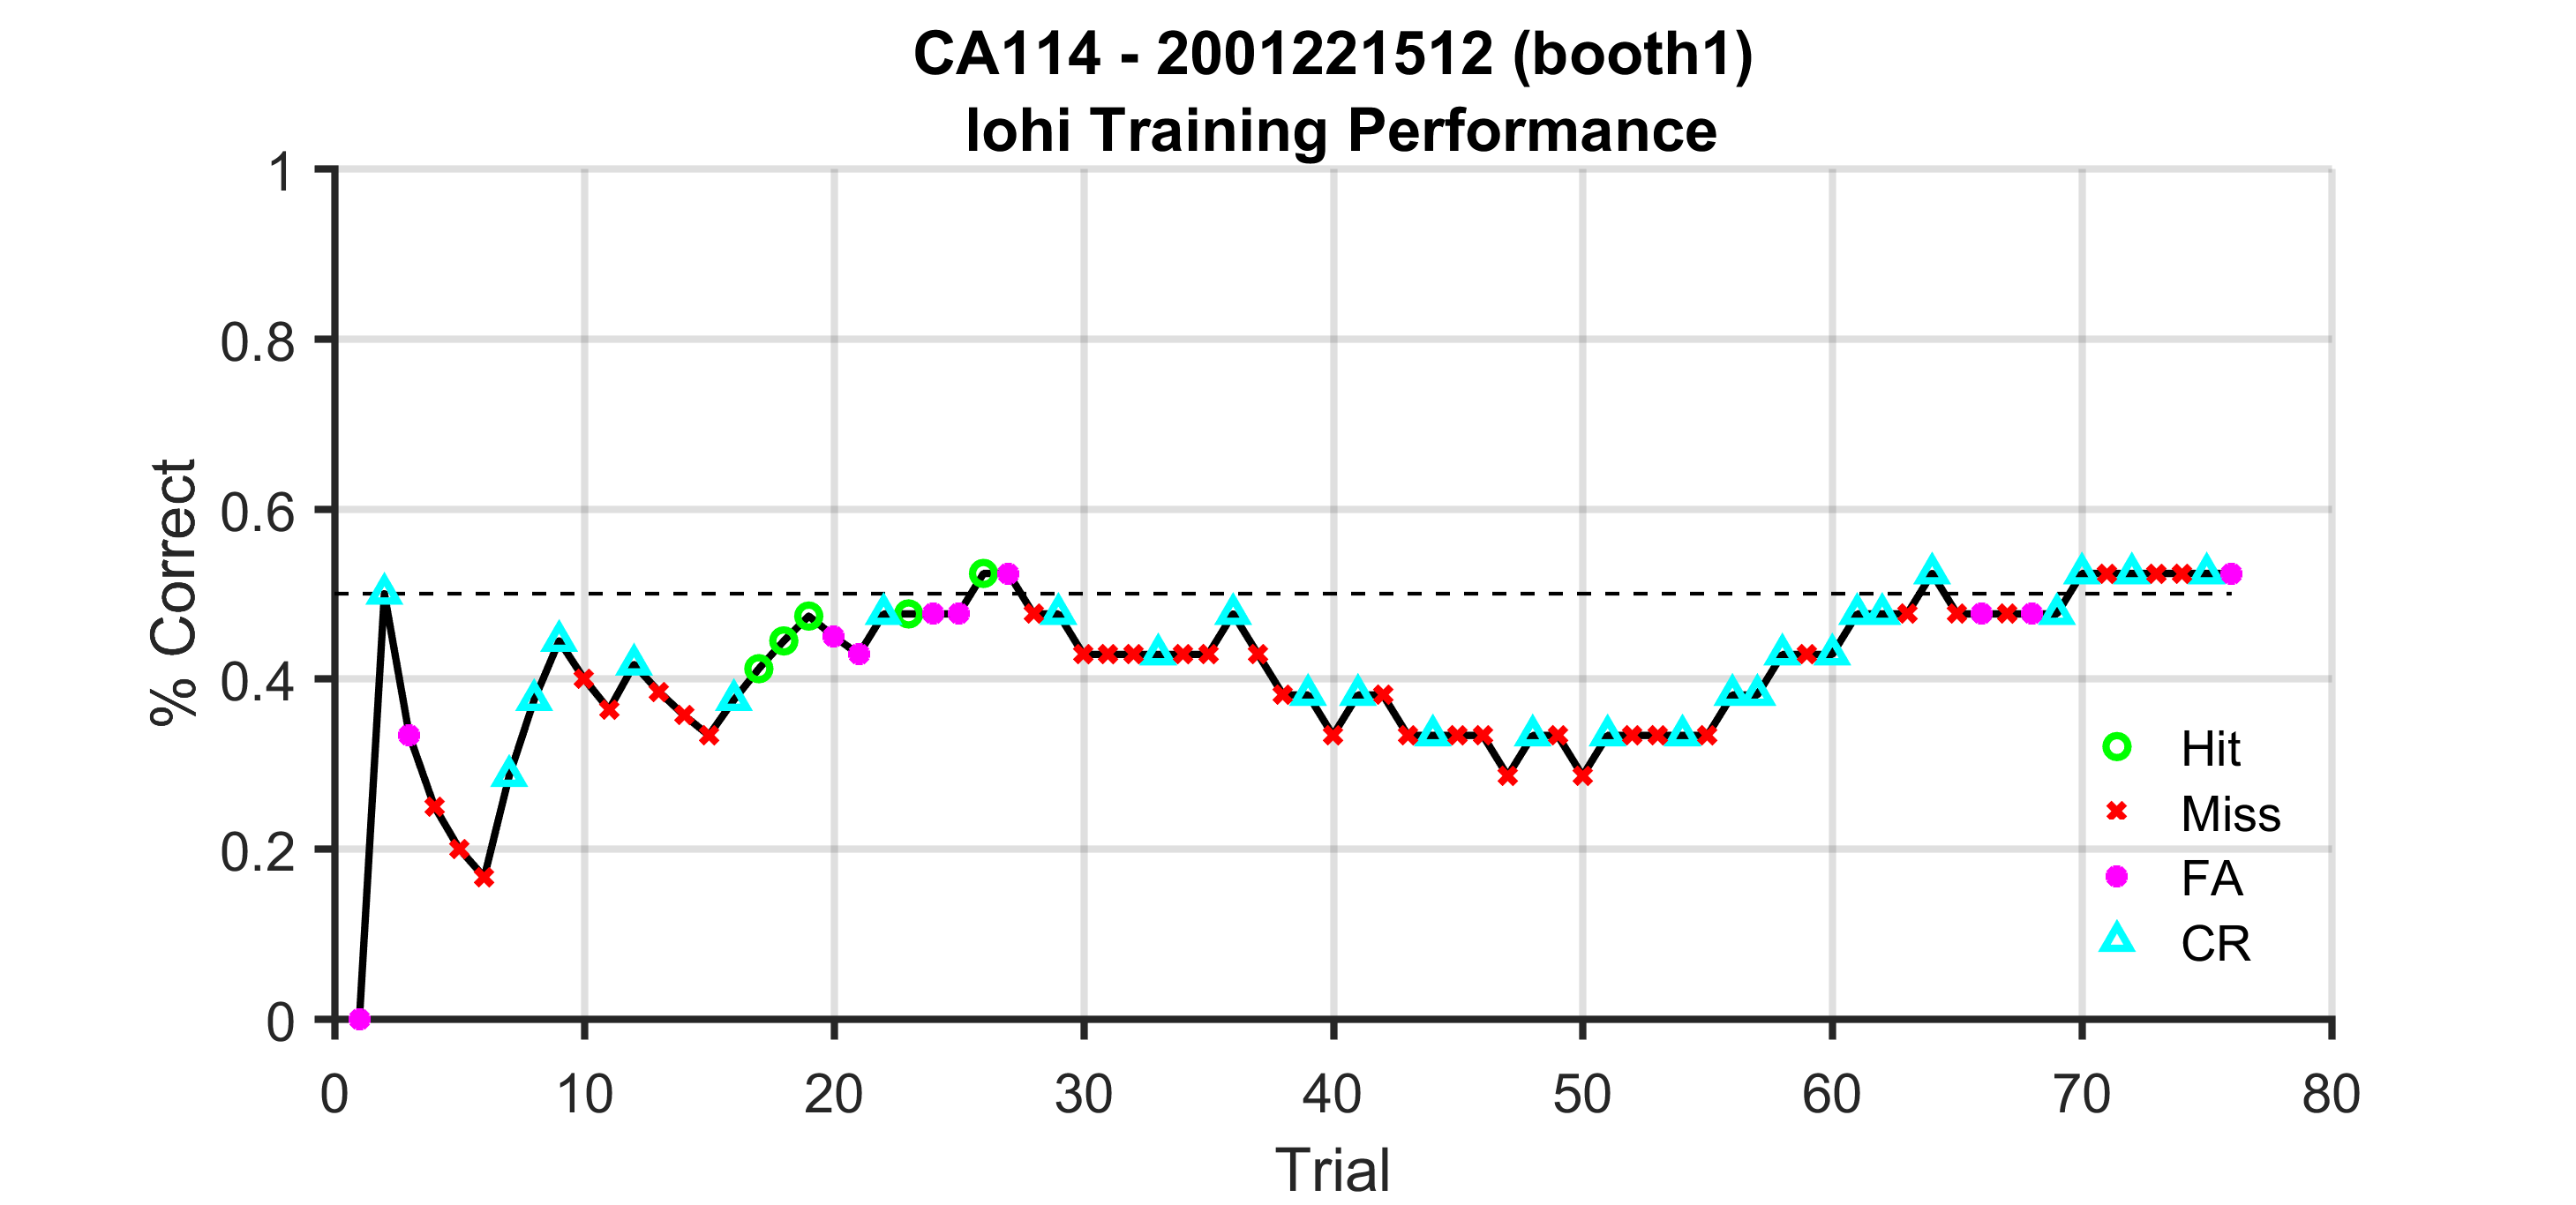 CA114 - 2001221512 (booth1)
lohi Training Performance
% Correct
1
0.8
0.6
0.4
0.2
0
0 10 20 30 40 50 60 70 80
Trial
Hit
Miss
FA
CR